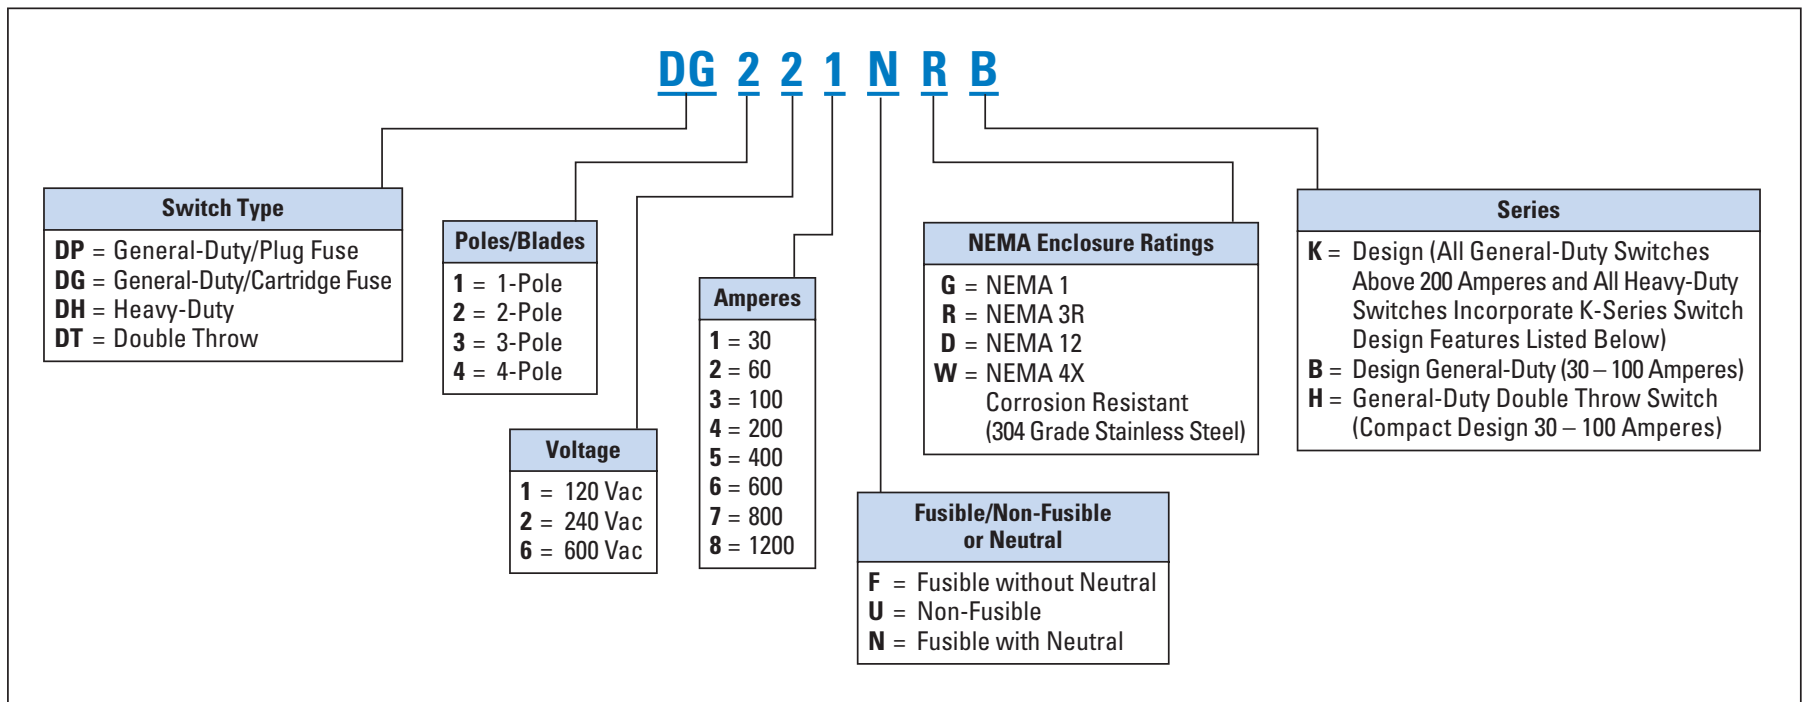 DG 2 2 1 N R B
Switch Type
DP = General-Duty/Plug Fuse
DG = General-Duty/Cartridge Fuse
DH = Heavy-Duty
DT = Double Throw
Poles/Blades
1 = 1-Pole
2 = 2-Pole
3 = 3-Pole
4 = 4-Pole
Voltage
1 = 120 Vac
2 = 240 Vac
6 = 600 Vac
Amperes
1 = 30
2 = 60
3 = 100
4 = 200
5 = 400
6 = 600
7 = 800
8 = 1200
Fusible/Non-Fusible
or Neutral
F = Fusible without Neutral
U = Non-Fusible
N = Fusible with Neutral
NEMA Enclosure Ratings
G = NEMA 1
R = NEMA 3R
D = NEMA 12
W = NEMA 4X
Corrosion Resistant
(304 Grade Stainless Steel)
Series
K = Design (All General-Duty Switches
Above 200 Amperes and All Heavy-Duty
Switches Incorporate K-Series Switch
Design Features Listed Below)
B = Design General-Duty (30 – 100 Amperes)
H = General-Duty Double Throw Switch
(Compact Design 30 – 100 Amperes)